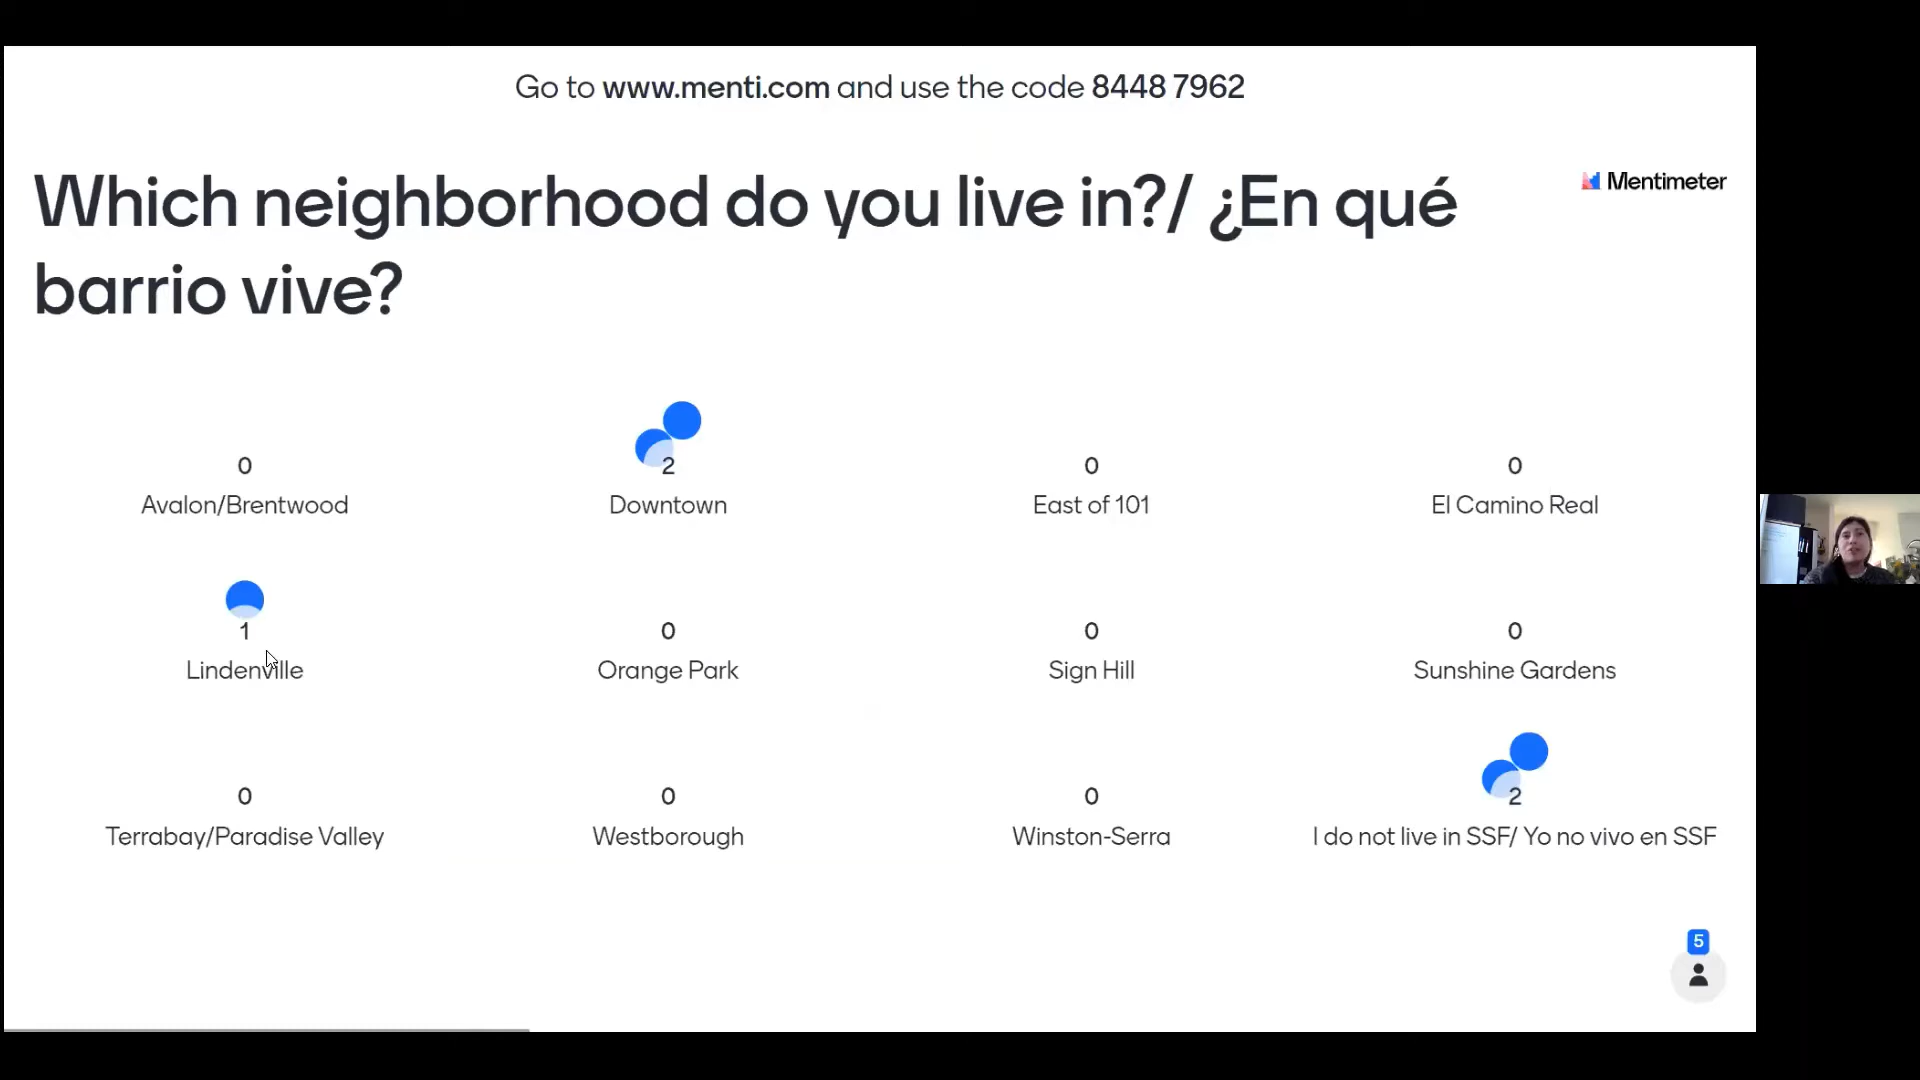 Go to www.menti.com and use the code 8448 7962
Which neighborhood do you live in?/ ¿En qué
barrio vive?
Mentimeter
0
Avalon/Brentwood
2
Downtown
0
East of 101
0
El Camino Real
1
Lindenville
0
Orange Park
0
Sign Hill
0
Sunshine Gardens
0
Terrabay/Paradise Valley
0
Westborough
0
Winston-Serra
2
I do not live in SSF/ Yo no vivo en SSF
5